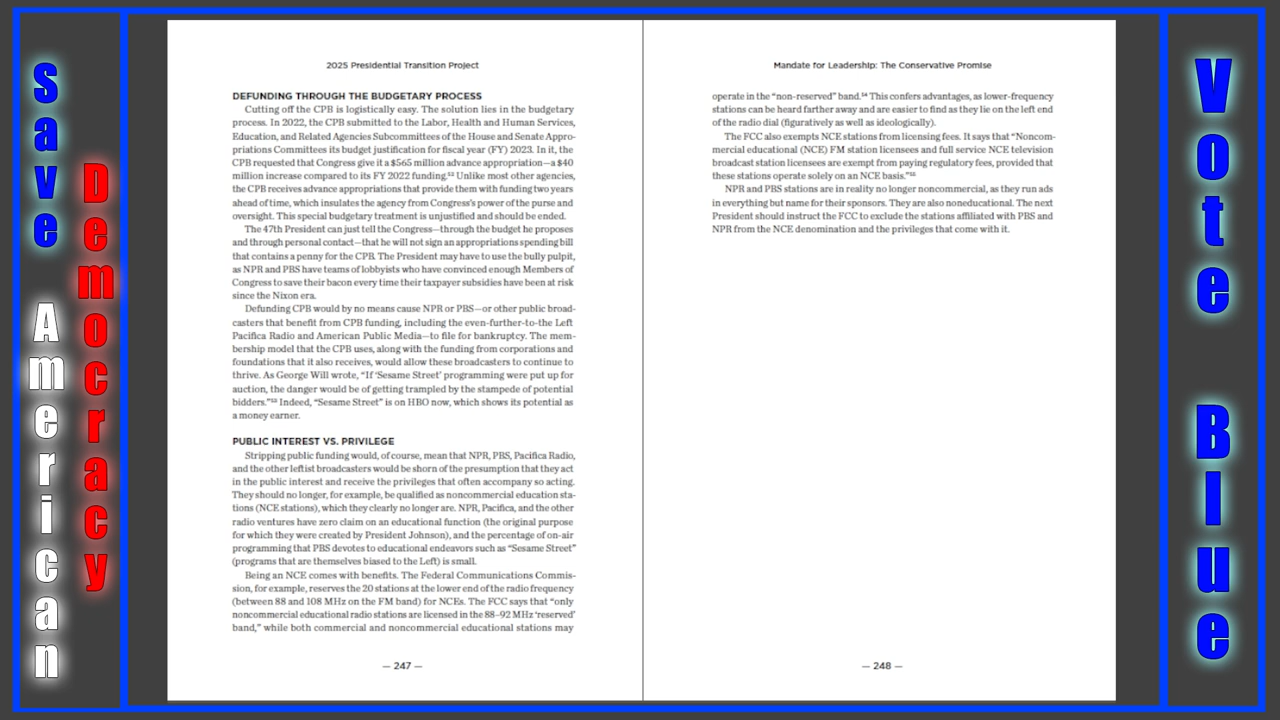 Save American
Democracy
2025 Presidential Transition Project
DEFUNDING THROUGH THE BUDGETARY PROCESS
Cutting off the CPB is logistically easy. The solution lies in the budgetary
process. In 2022, the CPB submitted to the Labor, Health and Human Services,
Education, and Related Agencies Subcommittees of the House and Senate Appro-
priations Committees its budget justification for fiscal year (FY) 2023. In it, the
CPB requested that Congress give it a $565 million advance appropriation—a $40
million increase compared to its FY 2022 funding.⁵² Unlike most other agencies,
the CPB receives advance appropriations that provide them with funding two years
ahead of time, which insulates the agency from Congress's power of the purse and
oversight. This special budgetary treatment is unjustified and should be ended.
The 47th President can just tell the Congress—through the budget he proposes
and through personal contact—that he will not sign an appropriations spending bill
that contains a penny for the CPB. The President may have to use the bully pulpit,
as NPR and PBS have teams of lobbyists who have convinced enough Members of
Congress to save their bacon every time their taxpayer subsidies have been at risk
since the Nixon era.
Defunding CPB would by no means cause NPR or PBS—or other public broad-
casters that benefit from CPB funding, including the even-further-to-the Left
Pacifica Radio and American Public Media—to file for bankruptcy. The mem-
bership model that the CPB uses, along with the funding from corporations and
foundations that it also receives, would allow these broadcasters to continue to
thrive. As George Will wrote, "If 'Sesame Street' programming were put up for
auction, the danger would be of getting trampled by the stampede of potential
bidders."⁵³ Indeed, "Sesame Street" is on HBO now, which shows its potential as
a money earner.
PUBLIC INTEREST VS. PRIVILEGE
Stripping public funding would, of course, mean that NPR, PBS, Pacifica Radio,
and the other leftist broadcasters would be shorn of the presumption that they act
in the public interest and receive the privileges that often accompany so acting.
They should no longer, for example, be qualified as noncommercial education sta-
tions (NCE stations), which they clearly no longer are. NPR, Pacifica, and the other
radio ventures have zero claim on an educational function (the original purpose
for which they were created by President Johnson), and the percentage of on-air
programming that PBS devotes to educational endeavors such as "Sesame Street"
(programs that are themselves biased to the Left) is small.
Being an NCE comes with benefits. The Federal Communications Commis-
sion, for example, reserves the 20 stations at the lower end of the radio frequency
(between 88 and 108 MHz on the FM band) for NCEs. The FCC says that "only
noncommercial educational radio stations are licensed in the 88–92 MHz 'reserved'
band," while both commercial and noncommercial educational stations may
— 247 —
Mandate for Leadership: The Conservative Promise
operate in the "non-reserved" band.⁵⁴ This confers advantages, as lower-frequency
stations can be heard farther away and are easier to find as they lie on the left end
of the radio dial (figuratively as well as ideologically).
The FCC also exempts NCE stations from licensing fees. It says that "Noncom-
mercial educational (NCE) FM station licensees and full service NCE television
broadcast station licensees are exempt from paying regulatory fees, provided that
these stations operate solely on an NCE basis."⁵⁵
NPR and PBS stations are in reality no longer noncommercial, as they run ads
in everything but name for their sponsors. They are also noneducational. The next
President should instruct the FCC to exclude the stations affiliated with PBS and
NPR from the NCE denomination and the privileges that come with it.
— 248 —
Vote Blue